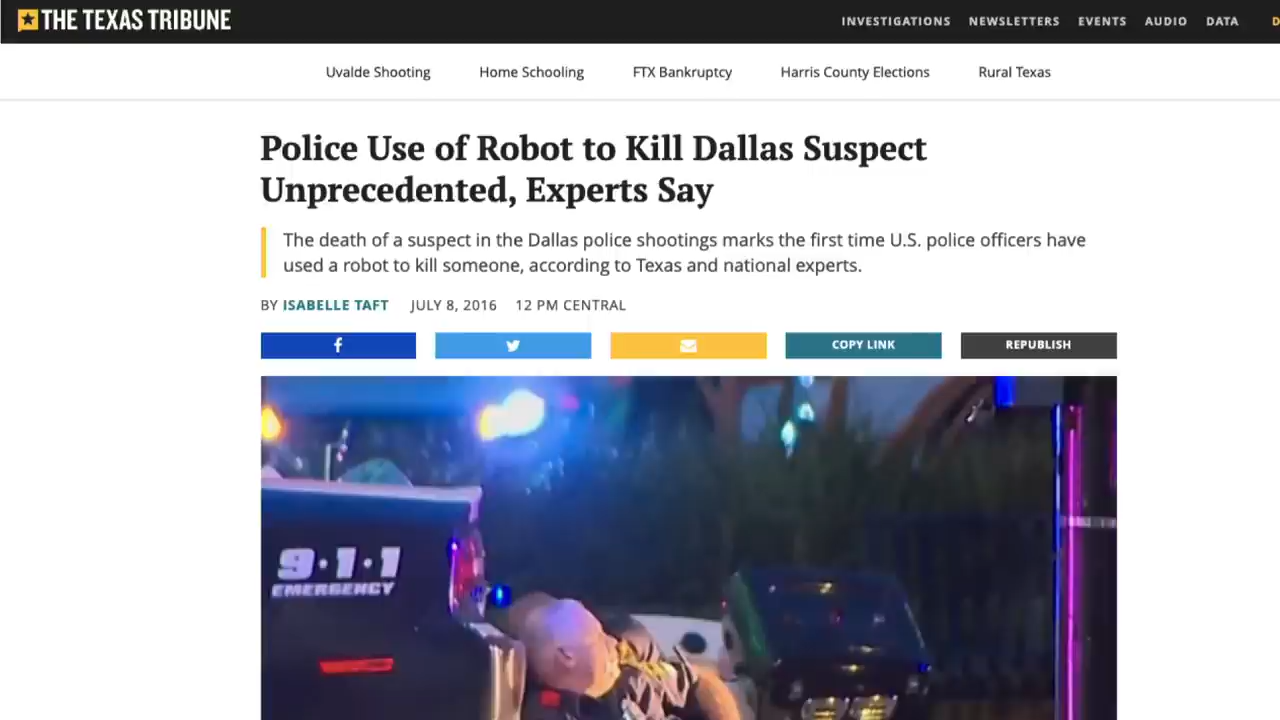 THE TEXAS TRIBUNE
INVESTIGATIONS NEWSLETTERS EVENTS AUDIO DATA D
Uvalde Shooting Home Schooling FTX Bankruptcy Harris County Elections Rural Texas
Police Use of Robot to Kill Dallas Suspect
Unprecedented, Experts Say
The death of a suspect in the Dallas police shootings marks the first time U.S. police officers have
used a robot to kill someone, according to Texas and national experts.
BY ISABELLE TAFT JULY 8, 2016 12 PM CENTRAL
COPY LINK REPUBLISH
9·1·1
EMERGENCY